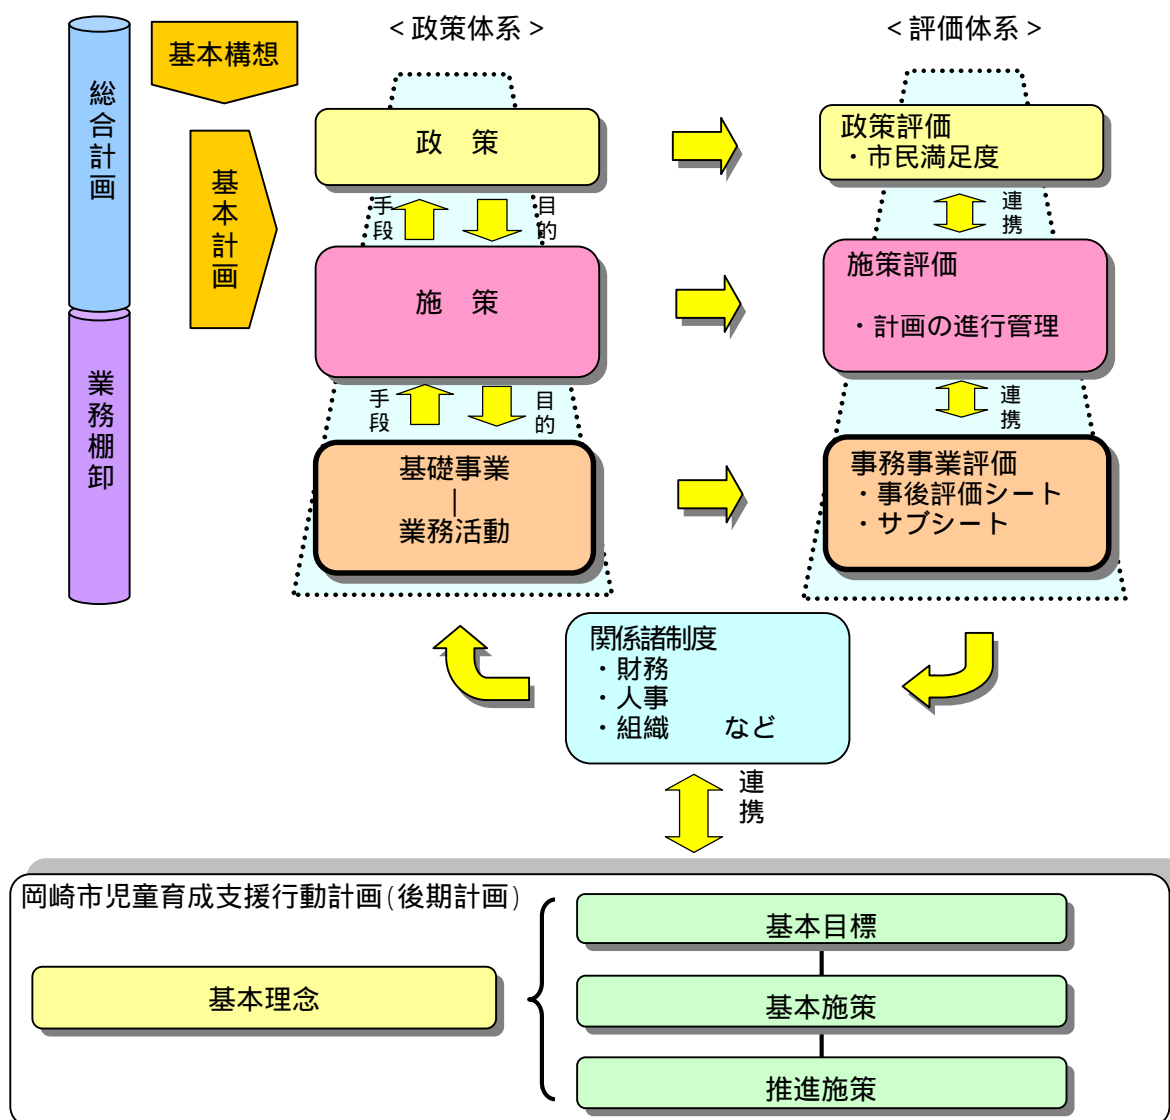 ＜政策体系＞
＜評価体系＞
総合計画
基本構想
基本計画
業務棚卸
政　策
手段
目的
施　策
手段
目的
基礎事業
｜
業務活動
政策評価
・市民満足度
連携
施策評価
・計画の進行管理
連携
事務事業評価
・事後評価シート
・サブシート
関係諸制度
・財務
・人事
・組織　　など
連携
岡崎市児童育成支援行動計画(後期計画)
基本理念
基本目標
基本施策
推進施策